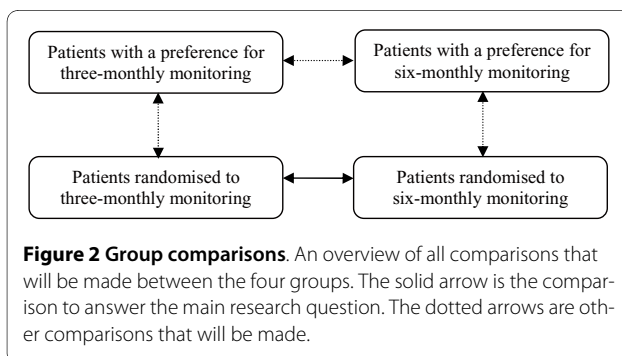 Patients with a preference for
three-monthly monitoring
Patients with a preference for
six-monthly monitoring
Patients randomised to
three-monthly monitoring
Patients randomised to
six-monthly monitoring
Figure 2 Group comparisons. An overview of all comparisons that
will be made between the four groups. The solid arrow is the compar-
ison to answer the main research question. The dotted arrows are oth-
er comparisons that will be made.